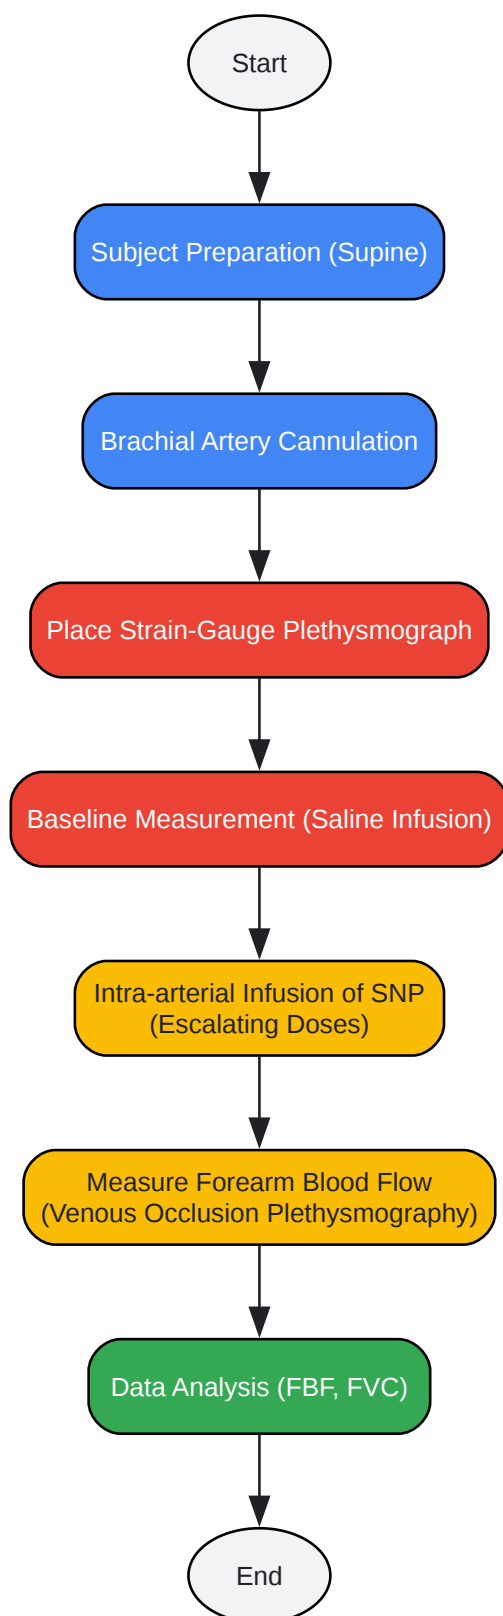 Start
Subject Preparation (Supine)
Brachial Artery Cannulation
Place Strain-Gauge Plethysmograph
Baseline Measurement (Saline Infusion)
Intra-arterial Infusion of SNP
(Escalating Doses)
Measure Forearm Blood Flow
(Venous Occlusion Plethysmography)
Data Analysis (FBF, FVC)
End